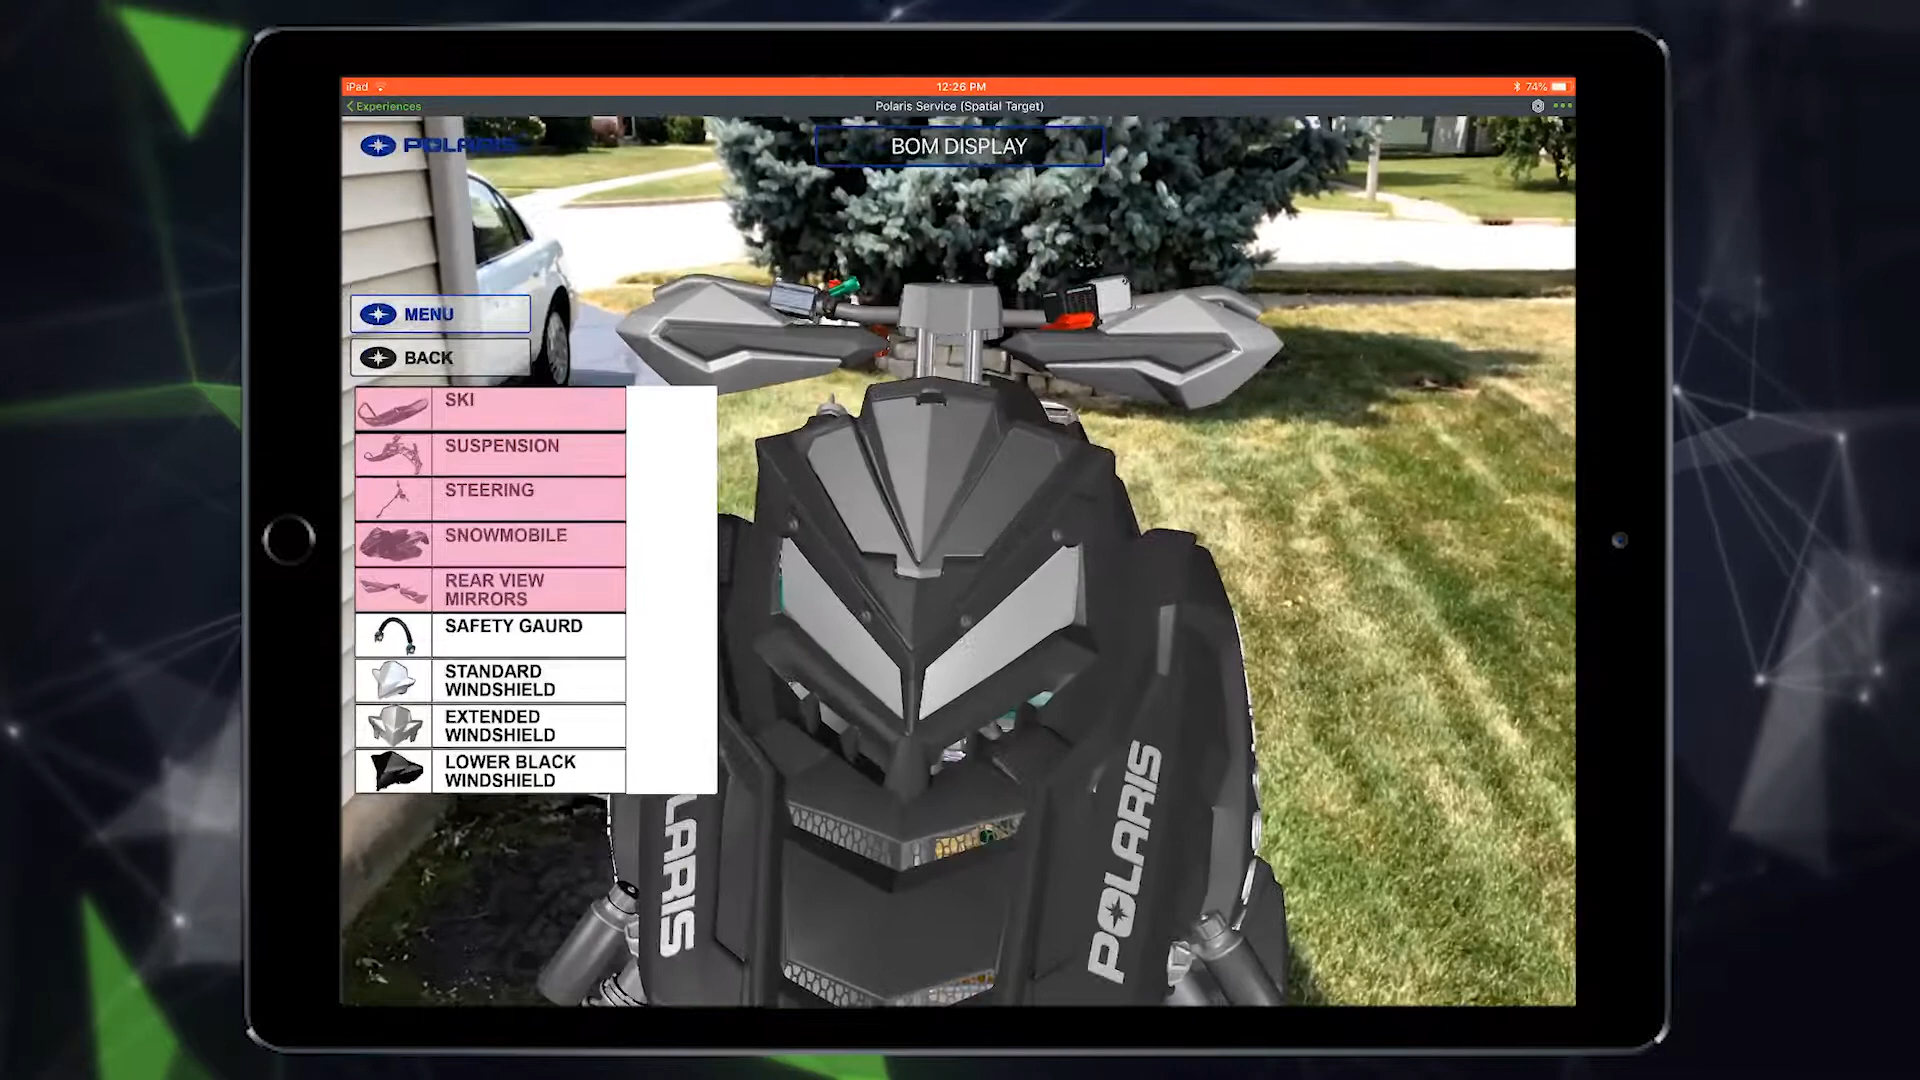 iPad
12:26 PM
74%
Experiences
Polaris Service (Spatial Target)
POLARIS
BOM DISPLAY
MENU
BACK
SKI
SUSPENSION
STEERING
SNOWMOBILE
REAR VIEW
MIRRORS
SAFETY GAURD
STANDARD
WINDSHIELD
EXTENDED
WINDSHIELD
LOWER BLACK
WINDSHIELD
LARIS
POLARIS